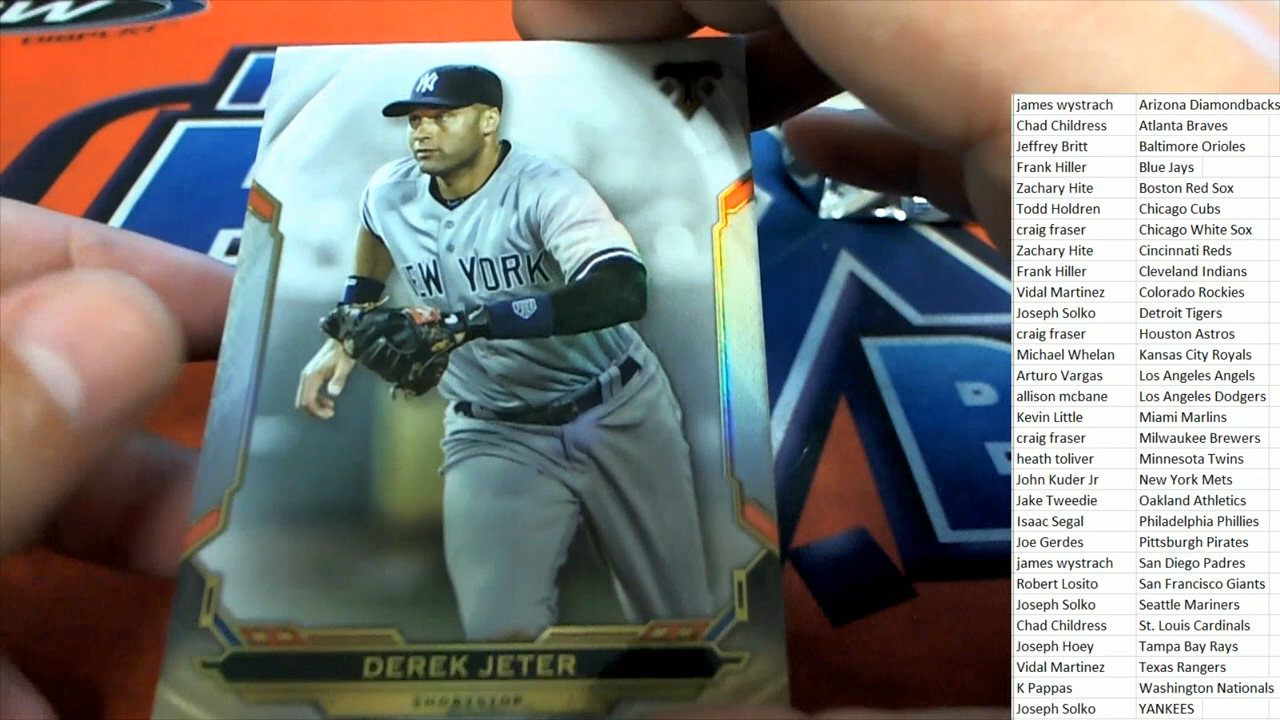 NEW YORK
DEREK JETER
SHORTSTOP
james wystrach Arizona Diamondbacks
Chad Childress Atlanta Braves
Jeffrey Britt Baltimore Orioles
Frank Hiller Blue Jays
Zachary Hite Boston Red Sox
Todd Holdren Chicago Cubs
craig fraser Chicago White Sox
Zachary Hite Cincinnati Reds
Frank Hiller Cleveland Indians
Vidal Martinez Colorado Rockies
Joseph Solko Detroit Tigers
craig fraser Houston Astros
Michael Whelan Kansas City Royals
Arturo Vargas Los Angeles Angels
allison mcbane Los Angeles Dodgers
Kevin Little Miami Marlins
craig fraser Milwaukee Brewers
heath toliver Minnesota Twins
John Kuder Jr New York Mets
Jake Tweedie Oakland Athletics
Isaac Segal Philadelphia Phillies
Joe Gerdes Pittsburgh Pirates
james wystrach San Diego Padres
Robert Losito San Francisco Giants
Joseph Solko Seattle Mariners
Chad Childress St. Louis Cardinals
Joseph Hoey Tampa Bay Rays
Vidal Martinez Texas Rangers
K Pappas Washington Nationals
Joseph Solko YANKEES